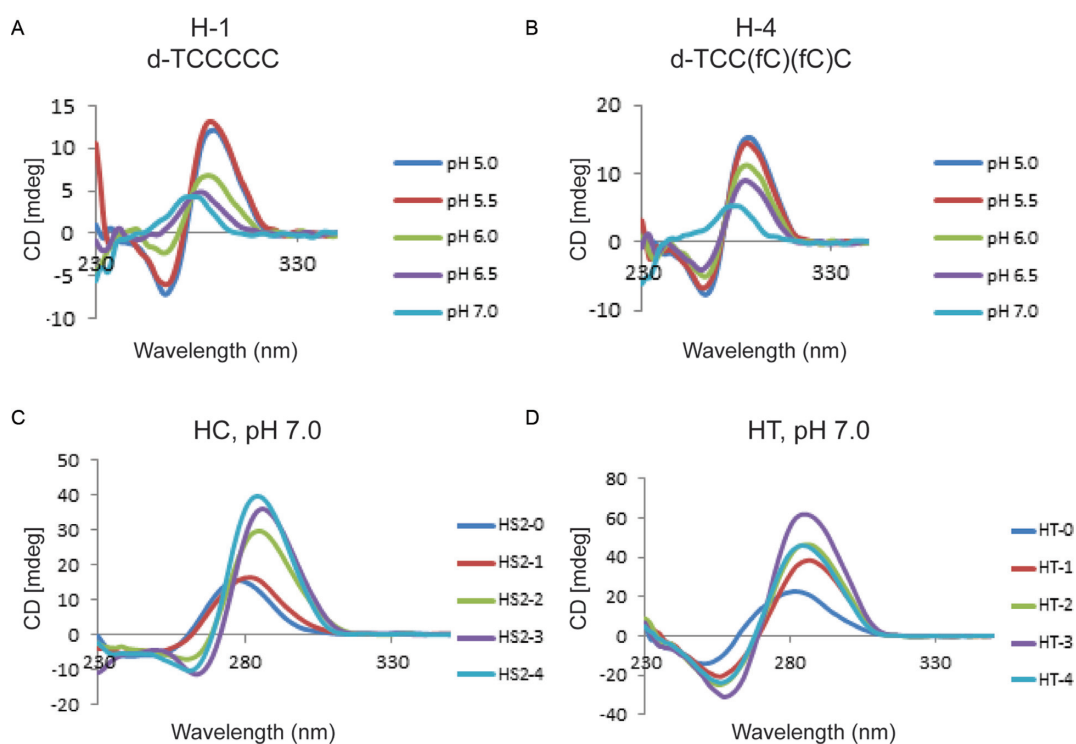 A
H-1
d-TCCCCC
15
10
5
0
-5
-10
230
330
CD [mdeg]
Wavelength (nm)
pH 5.0
pH 5.5
pH 6.0
pH 6.5
pH 7.0
B
H-4
d-TCC(fC)(fC)C
20
10
0
-10
230
330
CD [mdeg]
Wavelength (nm)
pH 5.0
pH 5.5
pH 6.0
pH 6.5
pH 7.0
C
HC, pH 7.0
50
40
30
20
10
0
-10
-20
230
280
330
CD [mdeg]
Wavelength (nm)
HS2-0
HS2-1
HS2-2
HS2-3
HS2-4
D
HT, pH 7.0
80
60
40
20
0
-20
-40
230
280
330
CD [mdeg]
Wavelength (nm)
HT-0
HT-1
HT-2
HT-3
HT-4